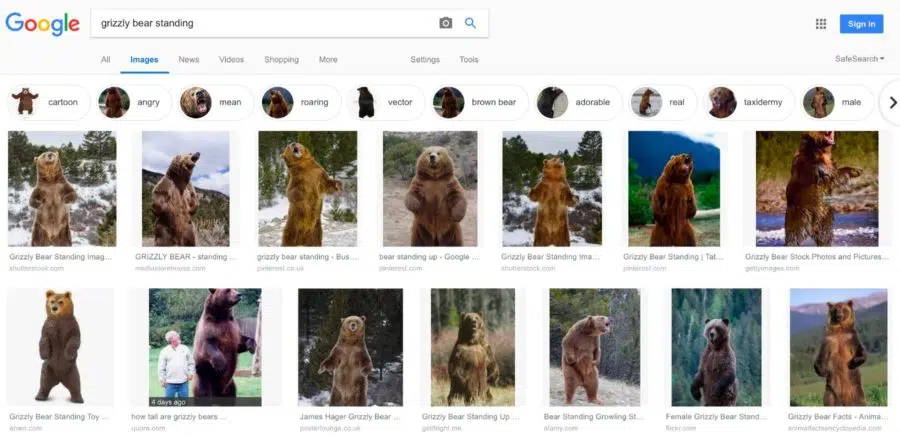 Google
grizzly bear standing
Sign in
All Images News Videos Shopping More Settings Tools
SafeSearch
cartoon angry mean roaring vector brown bear adorable real taxidermy male
Grizzly Bear Standing Imag... GRIZZLY BEAR - standing ... grizzly bear standing - Bus... bear standing up - Google ... Grizzly Bear Standing Ima... Grizzly Bear Standing | Tat... Grizzly Bear Stock Photos and Pictures...
shutterstock.com mediastorehouse.com pinterest.co.uk pinterest.com shutterstock.com pinterest.com gettyimages.com
4 days ago
Grizzly Bear Standing Toy ... how tall are grizzly bears ... James Hager Grizzly Bear ... Grizzly Bear Standing Up ... Bear Standing Growling St... Female Grizzly Bear Stand... Grizzly Bear Facts - Anima...
quora.com posterlounge.co.uk alamy.com flickr.com animalfactsencyclopedia.com